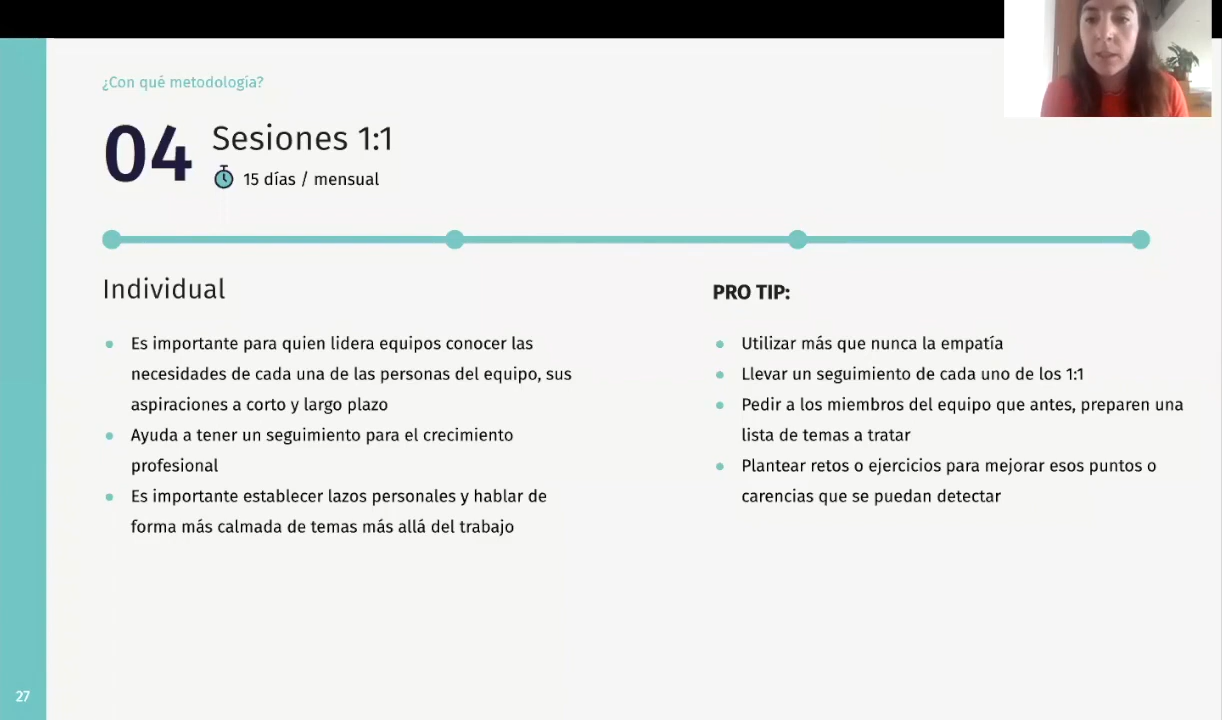 ¿Con qué metodología?
04
Sesiones 1:1
15 días / mensual
Individual
Es importante para quien lidera equipos conocer las
necesidades de cada una de las personas del equipo, sus
aspiraciones a corto y largo plazo
Ayuda a tener un seguimiento para el crecimiento
profesional
Es importante establecer lazos personales y hablar de
forma más calmada de temas más allá del trabajo
PRO TIP:
Utilizar más que nunca la empatía
Llevar un seguimiento de cada uno de los 1:1
Pedir a los miembros del equipo que antes, preparen una
lista de temas a tratar
Plantear retos o ejercicios para mejorar esos puntos o
carencias que se puedan detectar
27